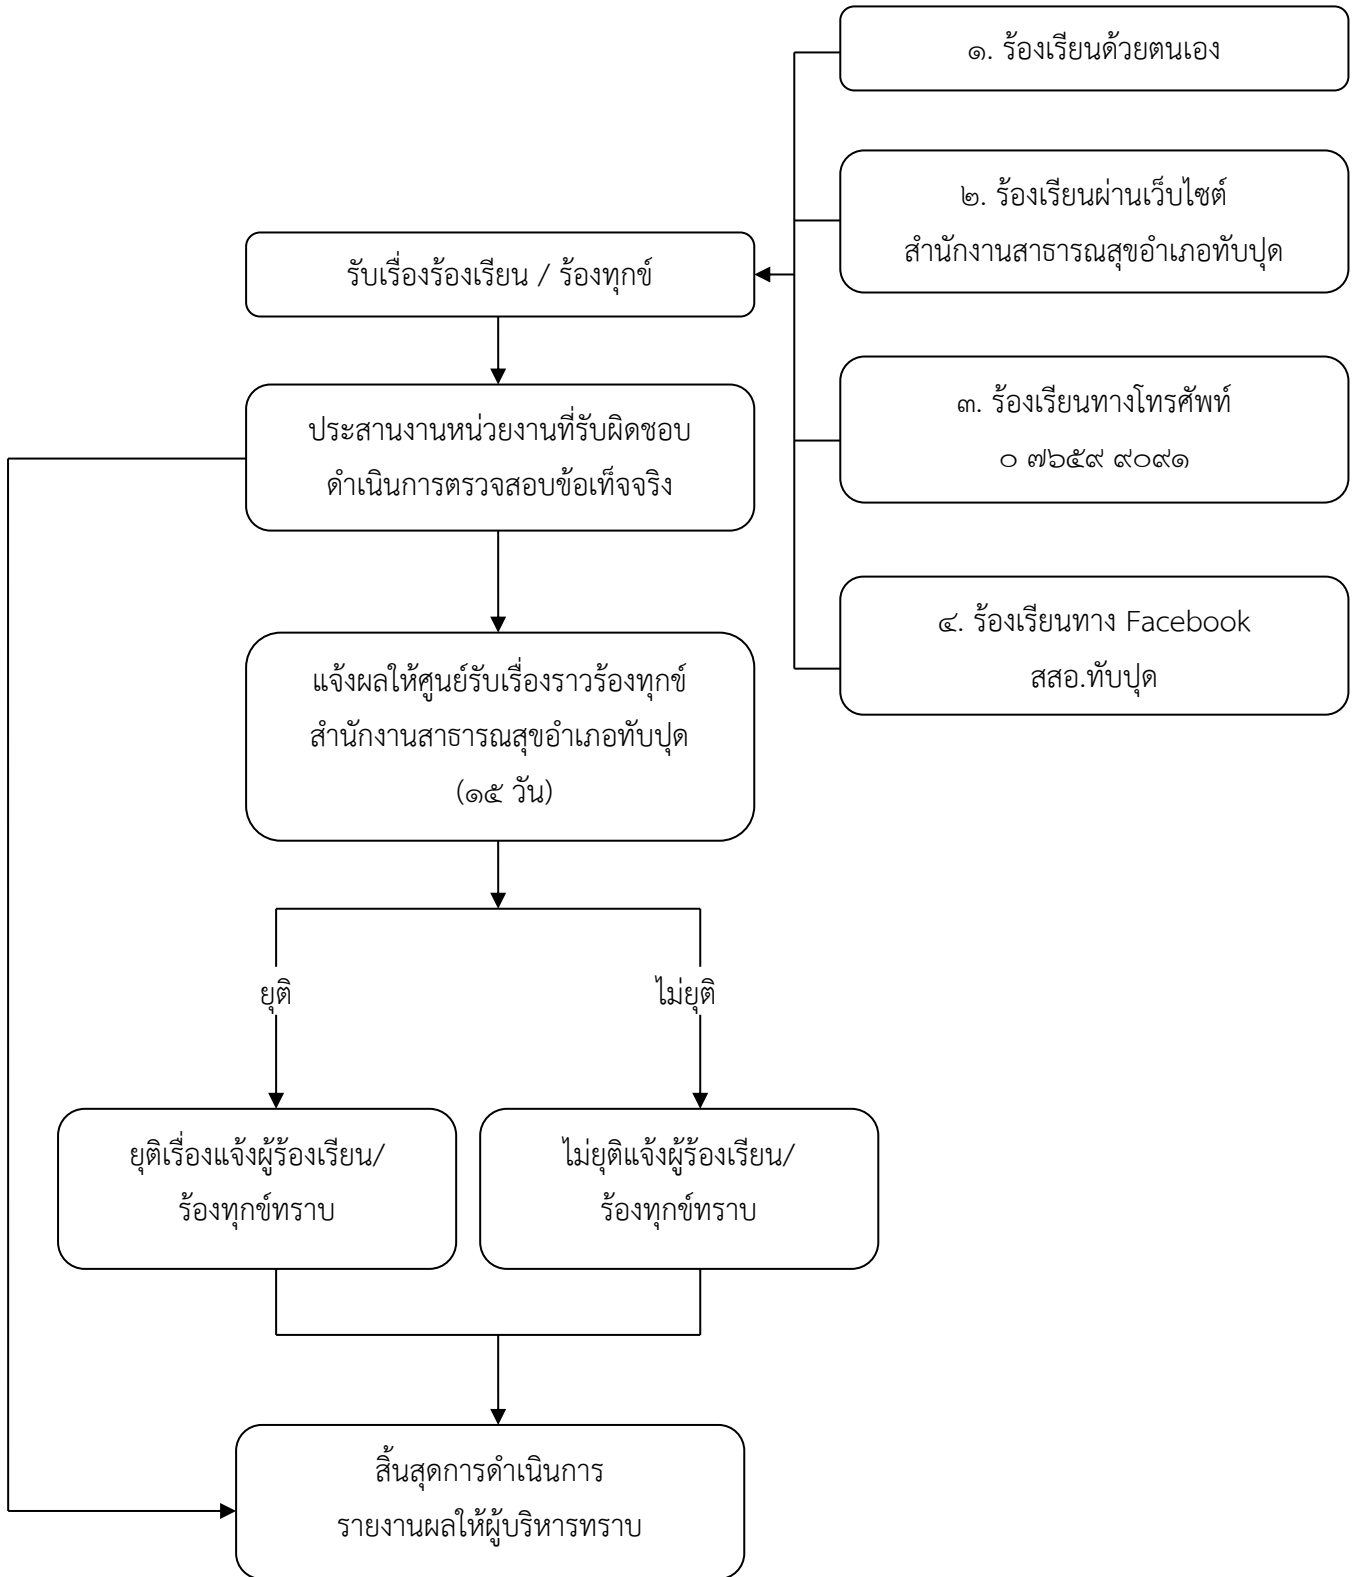 ๑. ร้องเรียนด้วยตนเอง
๒. ร้องเรียนผ่านเว็บไซต์
สำนักงานสาธารณสุขอำเภอทับปุด
๓. ร้องเรียนทางโทรศัพท์
๐ ๗๖๕๙ ๙๐๙๑
๔. ร้องเรียนทาง Facebook
สสอ.ทับปุด
รับเรื่องร้องเรียน / ร้องทุกข์
ประสานงานหน่วยงานที่รับผิดชอบ
ดำเนินการตรวจสอบข้อเท็จจริง
แจ้งผลให้ศูนย์รับเรื่องราวร้องทุกข์
สำนักงานสาธารณสุขอำเภอทับปุด
(๑๕ วัน)
ยุติ
ไม่ยุติ
ยุติเรื่องแจ้งผู้ร้องเรียน/
ร้องทุกข์ทราบ
ไม่ยุติแจ้งผู้ร้องเรียน/
ร้องทุกข์ทราบ
สิ้นสุดการดำเนินการ
รายงานผลให้ผู้บริหารทราบ